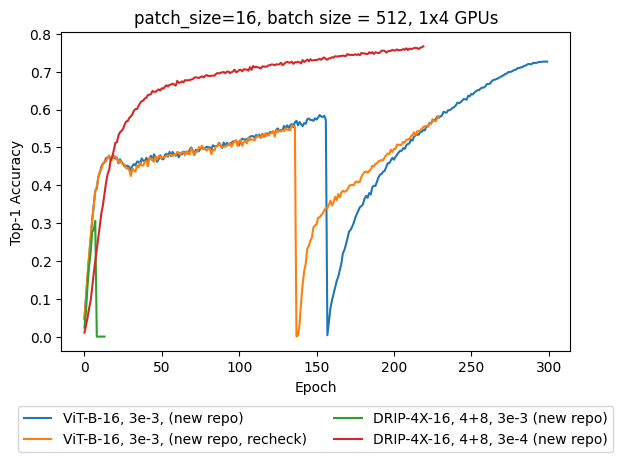 patch_size=16, batch size = 512, 1x4 GPUs
0.8
0.7
0.6
0.5
0.4
0.3
0.2
0.1
0.0
Top-1 Accuracy
0 50 100 150 200 250 300
Epoch
ViT-B-16, 3e-3, (new repo)
ViT-B-16, 3e-3, (new repo, recheck)
DRIP-4X-16, 4+8, 3e-3 (new repo)
DRIP-4X-16, 4+8, 3e-4 (new repo)